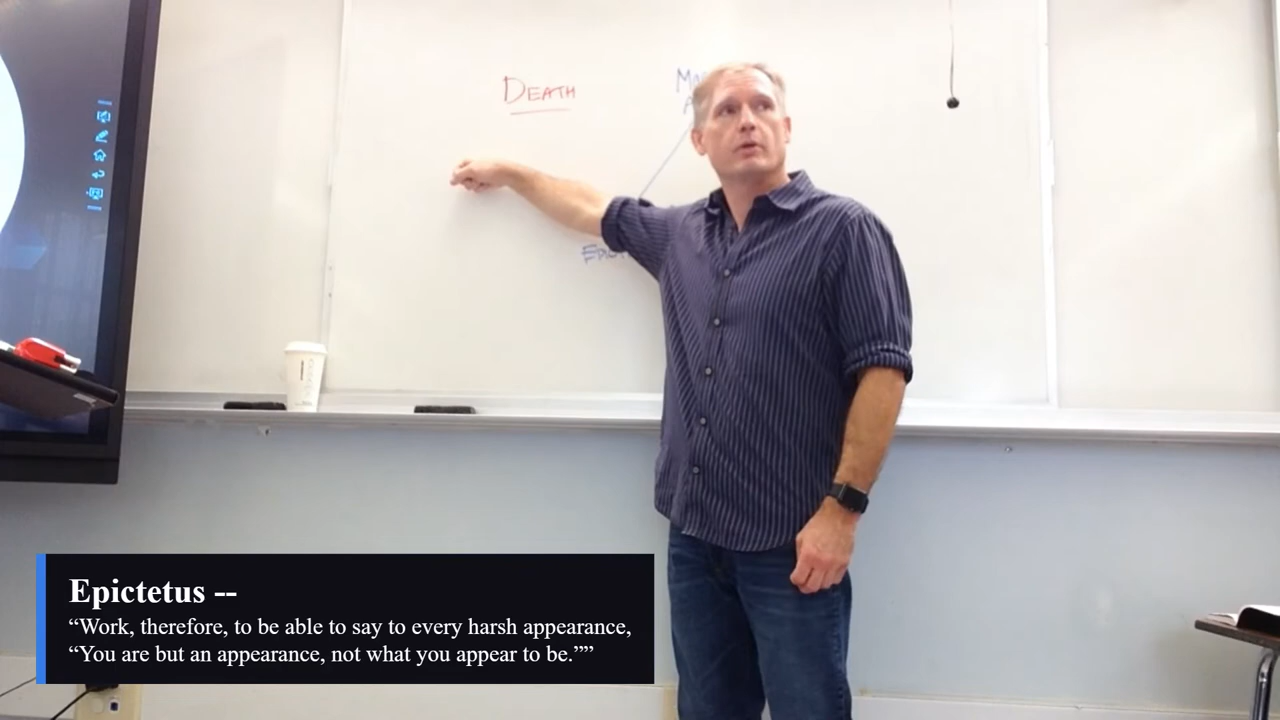 DEATH
Epictetus --
“Work, therefore, to be able to say to every harsh appearance,
“You are but an appearance, not what you appear to be.””